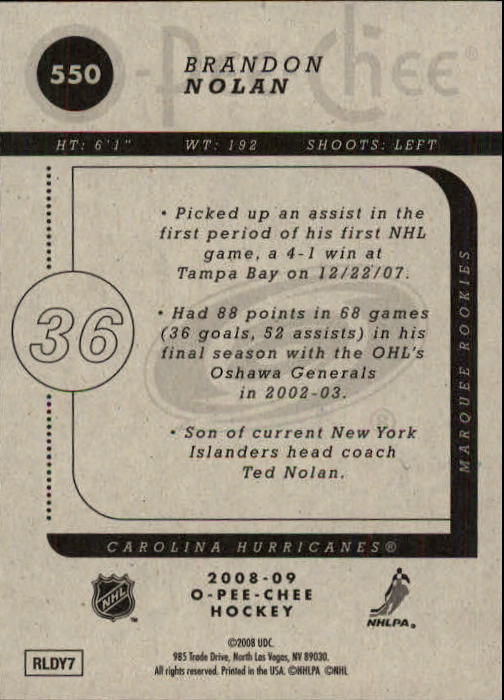 O-Pee-Chee®
550
BRANDON
NOLAN
HT: 6'1" WT: 192 SHOOTS: LEFT
• Picked up an assist in the
first period of his first NHL
game, a 4-1 win at
Tampa Bay on 12/22/07.
36
• Had 88 points in 68 games
(36 goals, 52 assists) in his
final season with the OHL's
Oshawa Generals
in 2002-03.
• Son of current New York
Islanders head coach
Ted Nolan.
MARQUEE ROOKIES
CAROLINA HURRICANES®
NHL
™
2008-09
O-PEE-CHEE
HOCKEY
NHLPA®
©2008 UDC.
985 Trade Drive, North Las Vegas, NV 89030.
All rights reserved. Printed in the USA. ©NHLPA ©NHL
RLDY7